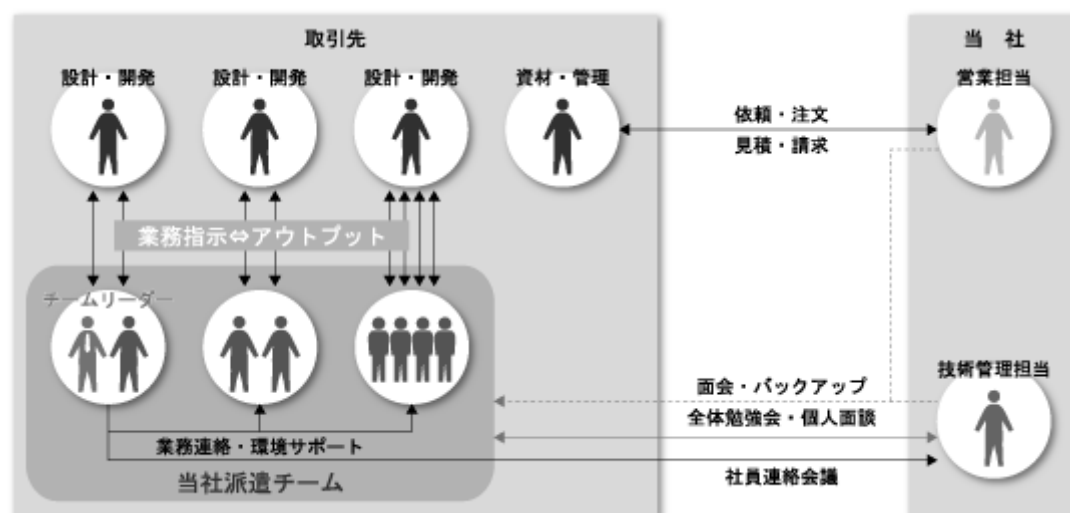 取引先
当 社
設計・開発
設計・開発
設計・開発
資材・管理
営業担当
依頼・注文
見積・請求
業務指示⇔アウトプット
チームリーダー
技術管理担当
面会・バックアップ
全体勉強会・個人面談
業務連絡・環境サポート
社員連絡会議
当社派遣チーム